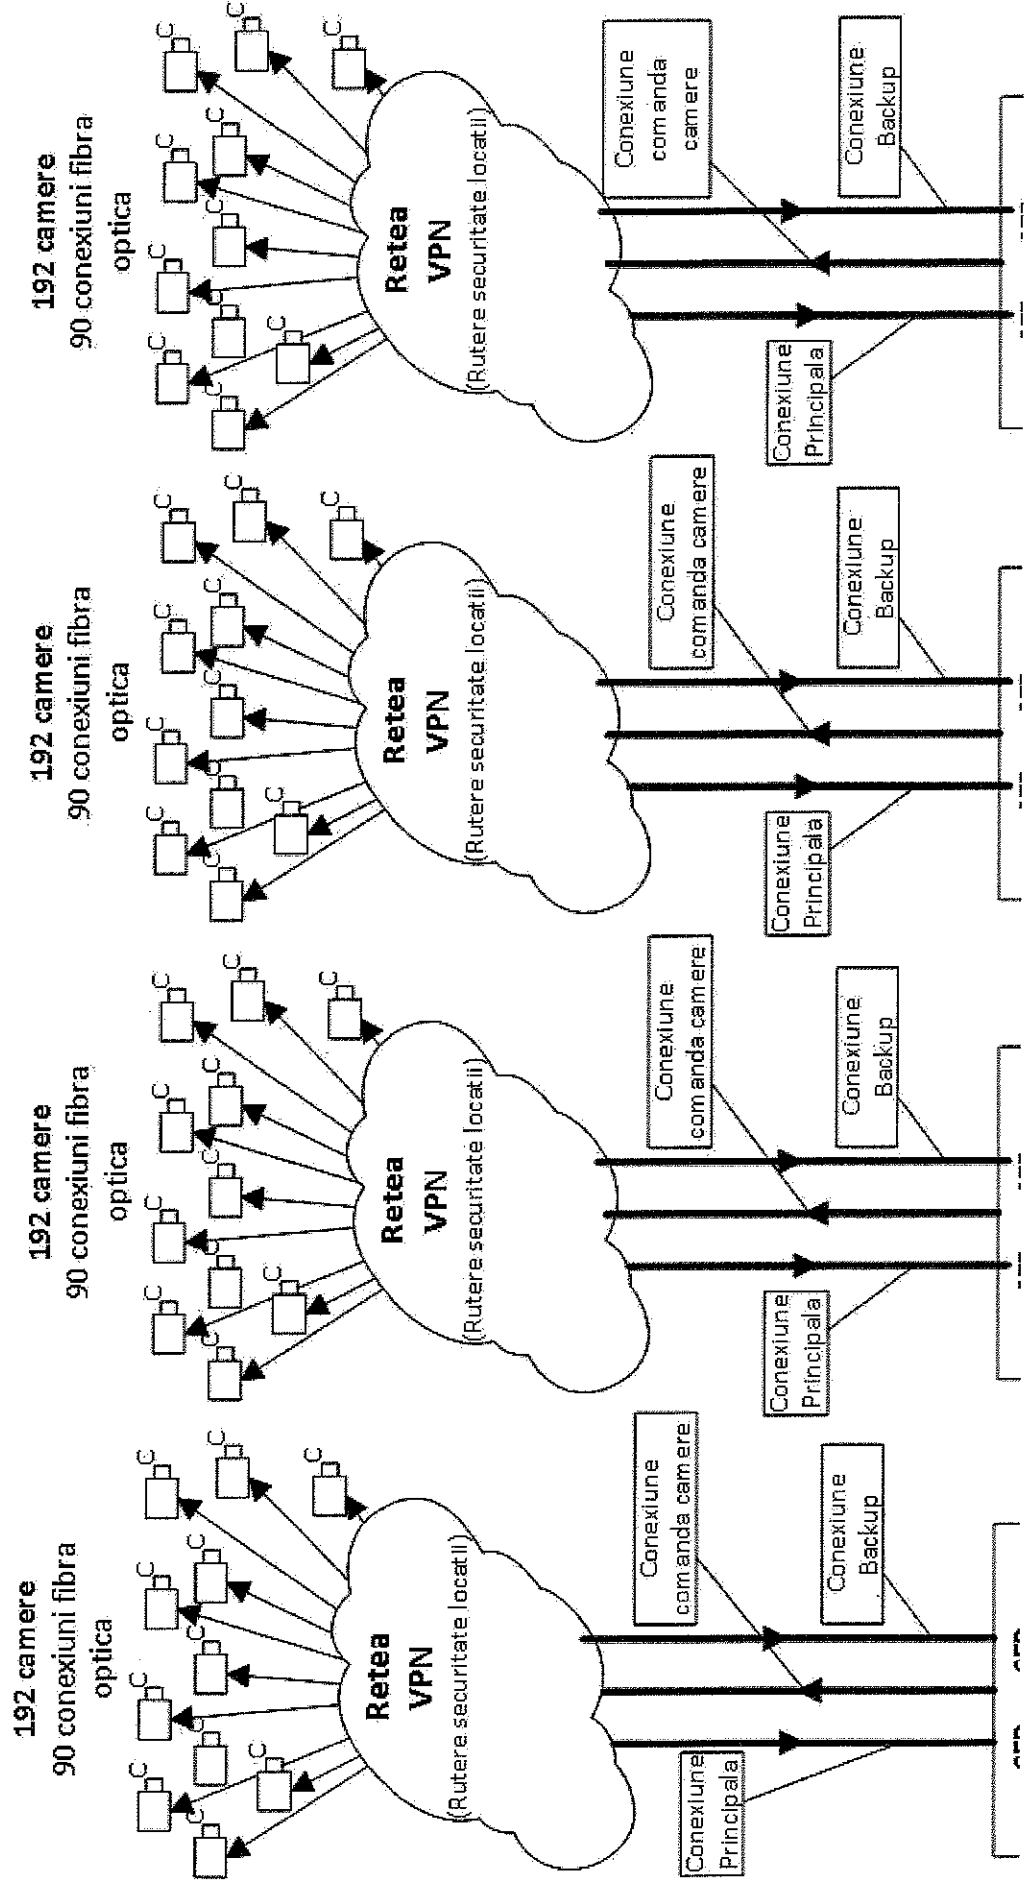 192 camere
90 conexiuni fibra
optica
C
C
C
C
C
C
C
C
C
C
C
Retea
VPN
(Rutere securitate locatii)
Conexiune
comanda camere
Conexiune
Principala
Conexiune
Backup
192 camere
90 conexiuni fibra
optica
C
C
C
C
C
C
C
C
C
C
C
Retea
VPN
(Rutere securitate locatii)
Conexiune
comanda camere
Conexiune
Principala
Conexiune
Backup
192 camere
90 conexiuni fibra
optica
C
C
C
C
C
C
C
C
C
C
C
Retea
VPN
(Rutere securitate locatii)
Conexiune
comanda camere
Conexiune
Principala
Conexiune
Backup
192 camere
90 conexiuni fibra
optica
C
C
C
C
C
C
C
C
C
C
C
Retea
VPN
(Rutere securitate locatii)
Conexiune
comanda
camere
Conexiune
Principala
Conexiune
Backup